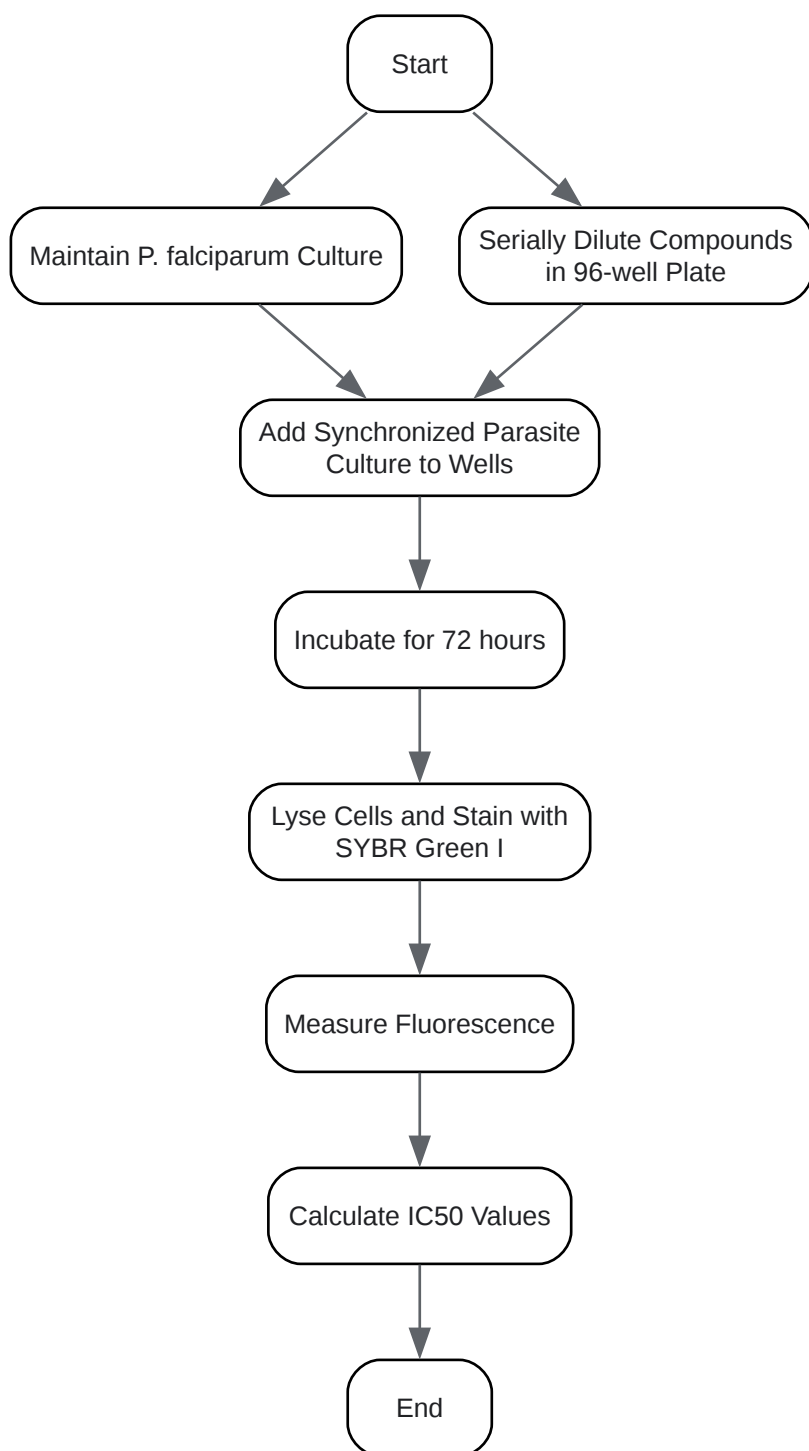 Start
Maintain P. falciparum Culture
Serially Dilute Compounds
in 96-well Plate
Add Synchronized Parasite
Culture to Wells
Incubate for 72 hours
Lyse Cells and Stain with
SYBR Green I
Measure Fluorescence
Calculate IC50 Values
End